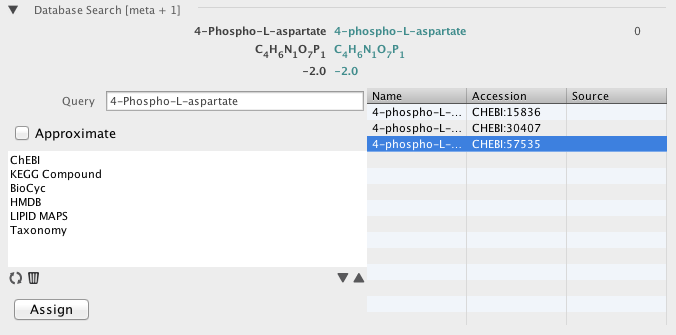 Database Search [meta + 1]
4-Phospho-L-aspartate 4-phospho-L-aspartate 0
C4H6N1O7P1 C4H6N1O7P1
-2.0 -2.0
Query 4-Phospho-L-aspartate
Approximate
ChEBI
KEGG Compound
BioCyc
HMDB
LIPID MAPS
Taxonomy
Assign
Name Accession Source
4-phospho-L-... CHEBI:15836
4-phospho-L-... CHEBI:30407
4-phospho-L-... CHEBI:57535